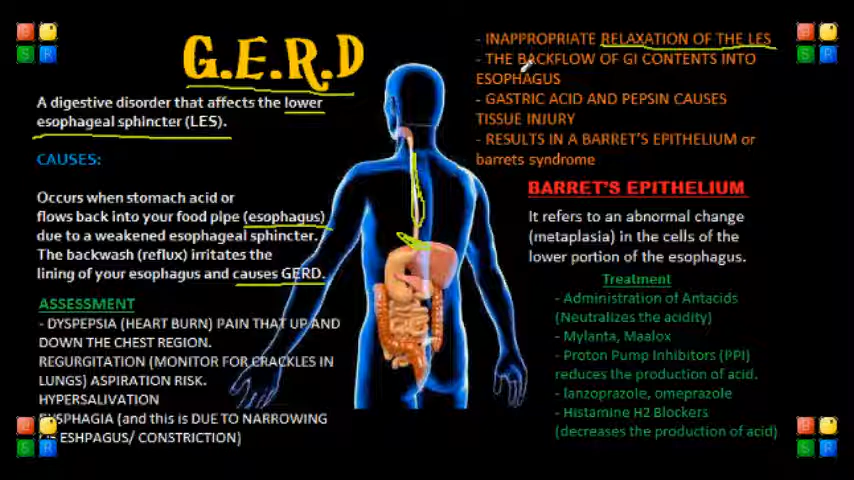 G.E.R.D
A digestive disorder that affects the lower
esophageal sphincter (LES).
CAUSES:
Occurs when stomach acid or
flows back into your food pipe (esophagus)
due to a weakened esophageal sphincter.
The backwash (reflux) irritates the
lining of your esophagus and causes GERD.
ASSESSMENT
- DYSPEPSIA (HEART BURN) PAIN THAT UP AND
DOWN THE CHEST REGION.
REGURGITATION (MONITOR FOR CRACKLES IN
LUNGS) ASPIRATION RISK.
HYPERSALIVATION
DYSPHAGIA (and this is DUE TO NARROWING
OF ESHPAGUS/ CONSTRICTION)
- INAPPROPRIATE RELAXATION OF THE LES
- THE BACKFLOW OF GI CONTENTS INTO
ESOPHAGUS
- GASTRIC ACID AND PEPSIN CAUSES
TISSUE INJURY
- RESULTS IN A BARRET'S EPITHELIUM or
barrets syndrome
BARRET'S EPITHELIUM
It refers to an abnormal change
(metaplasia) in the cells of the
lower portion of the esophagus.
Treatment
- Administration of Antacids
(Neutralizes the acidity)
- Mylanta, Maalox
- Proton Pump Inhibitors (PPI)
reduces the production of acid.
- lanzoprazole, omeprazole
- Histamine H2 Blockers
(decreases the production of acid)
B
S R
B
S R
B
S R
B
S R